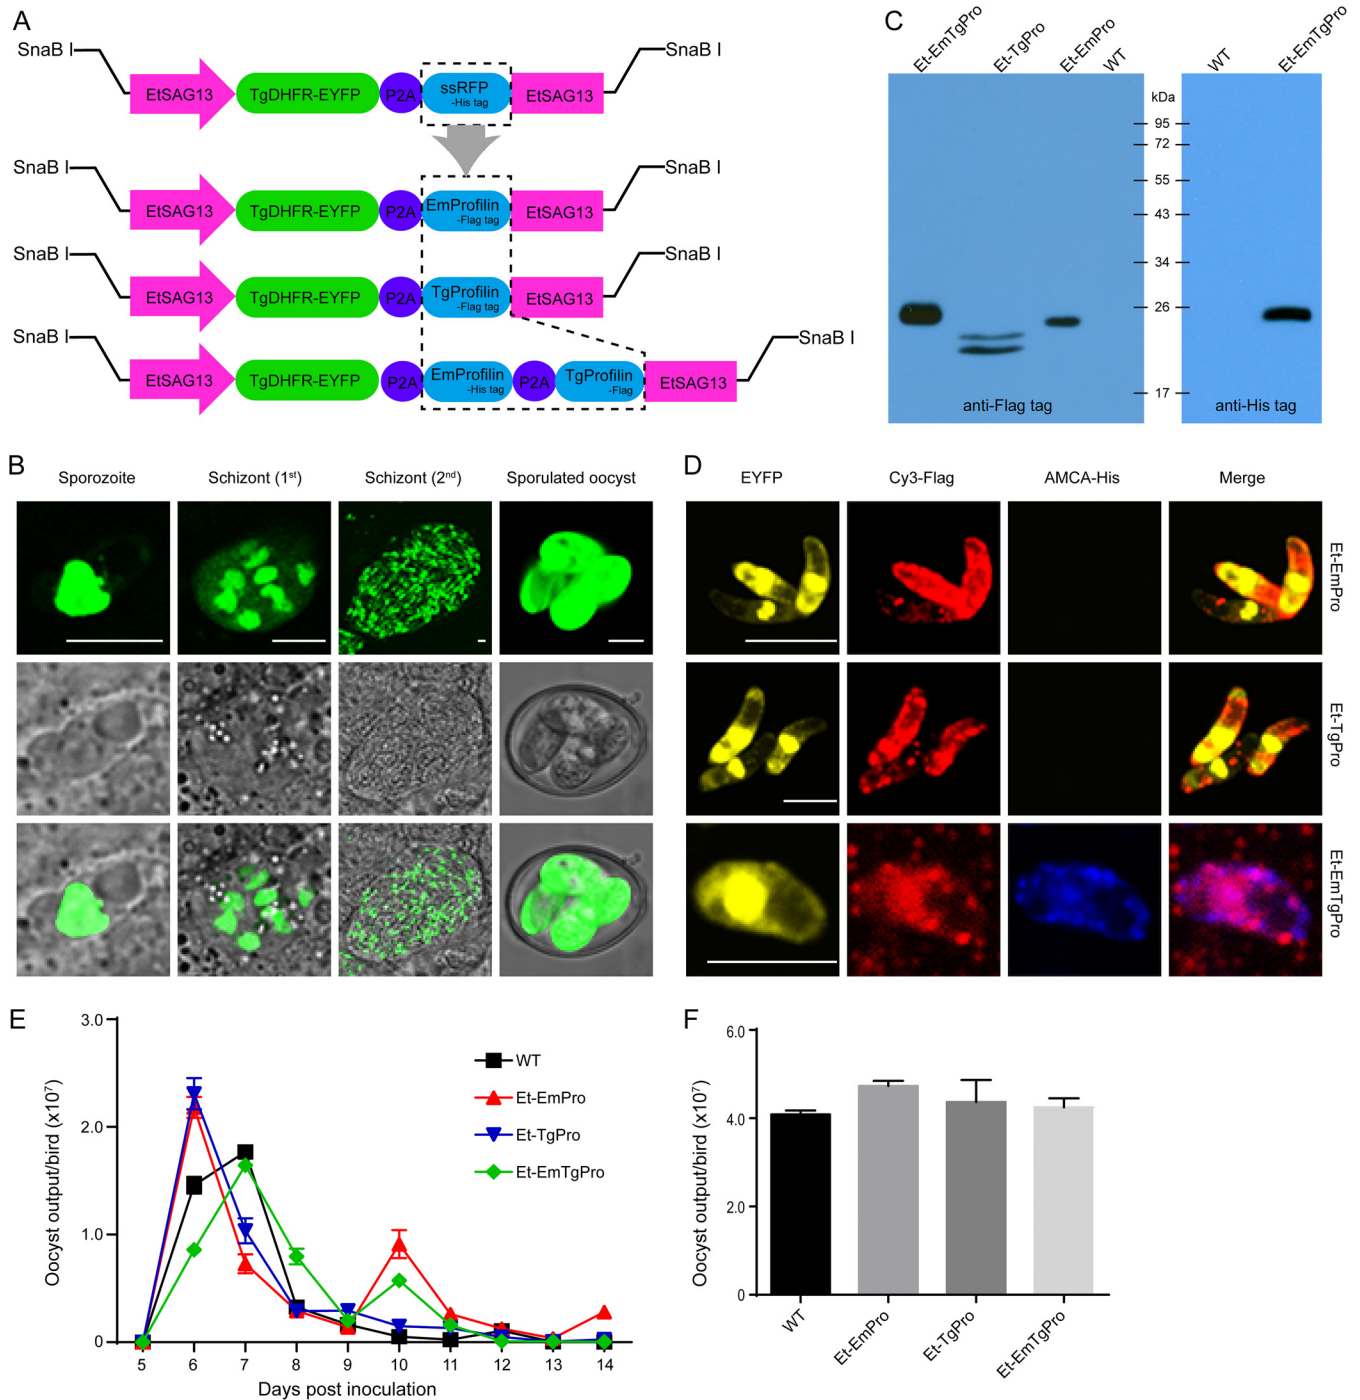 A
SnaB I
EtSAG13
TgDHFR-EYFP
P2A
ssRFP
-His tag
EtSAG13
SnaB I
SnaB I
EtSAG13
TgDHFR-EYFP
P2A
EmProfilin
-Flag tag
EtSAG13
SnaB I
SnaB I
EtSAG13
TgDHFR-EYFP
P2A
TgProfilin
-Flag tag
EtSAG13
SnaB I
SnaB I
EtSAG13
TgDHFR-EYFP
P2A
EmProfilin
-His tag
P2A
TgProfilin
-Flag
EtSAG13
SnaB I
C
Et-EmTgPro
Et-TgPro
Et-EmPro
WT
WT
Et-EmTgPro
kDa
95
72
55
43
34
26
17
anti-Flag tag
anti-His tag
B
Sporozoite
Schizont (1st)
Schizont (2nd)
Sporulated oocyst
D
EYFP
Cy3-Flag
AMCA-His
Merge
Et-EmPro
Et-TgPro
Et-EmTgPro
E
Oocyst output/bird (x10⁷)
3.0
2.0
1.0
0
5 6 7 8 9 10 11 12 13 14
Days post inoculation
WT
Et-EmPro
Et-TgPro
Et-EmTgPro
F
Oocyst output/bird (x10⁷)
6.0
4.0
2.0
0
WT
Et-EmPro
Et-TgPro
Et-EmTgPro